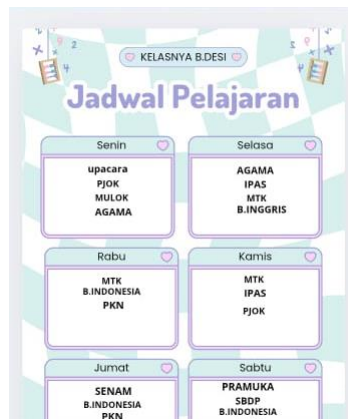 KELASNYA B.DESI
Jadwal Pelajaran
Senin
upacara
PJOK
MULOK
AGAMA
Selasa
AGAMA
IPAS
MTK
B.INGGRIS
Rabu
MTK
B.INDONESIA
PKN
Kamis
MTK
IPAS
PJOK
Jumat
SENAM
B.INDONESIA
PKN
Sabtu
PRAMUKA
SBDP
B.INDONESIA